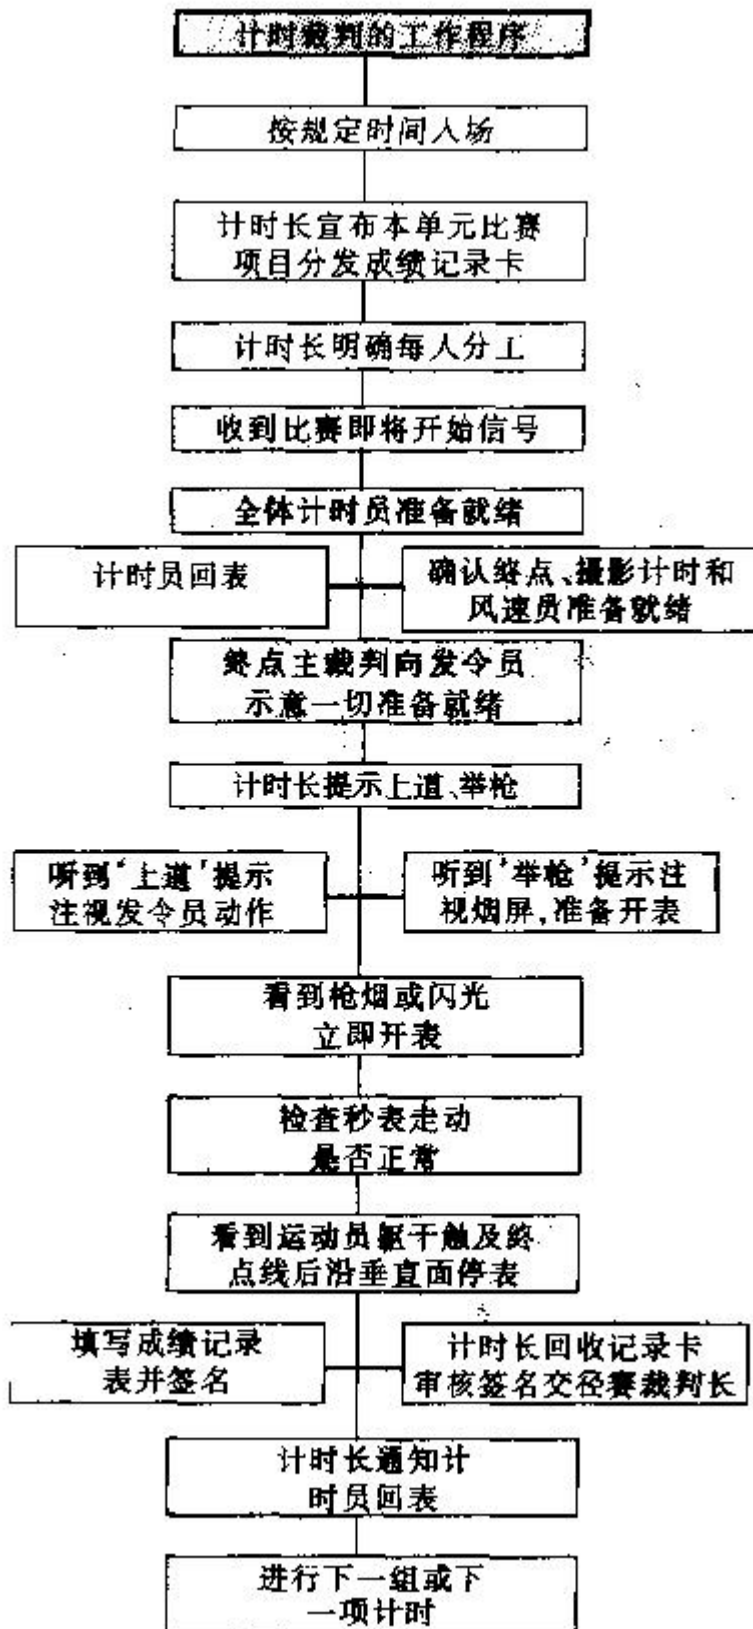 计时裁判的工作程序
按规定时间人场
计时长宣布本单元比赛
项目分发成绩记录卡
计时长明确每人分工
收到比赛即将开始信号
全体计时员准备就绪
计时员回表
确认终点、摄影计时和
风速员准备就绪
终点主裁判向发令员
示意一切准备就绪
计时长提示上道、举枪
听到‘上道’提示
注视发令员动作
听到‘举枪’提示注
视烟屏,准备开表
看到枪烟或闪光
立即开表
检查秒表走动
是否正常
看到运动员躯干触及终
点线后沿垂直面停表
填写成绩记录
表并签名
计时长回收记录卡
审核签名交径赛裁判长
计时长通知计
时员回表
进行下一组或下
一项计时